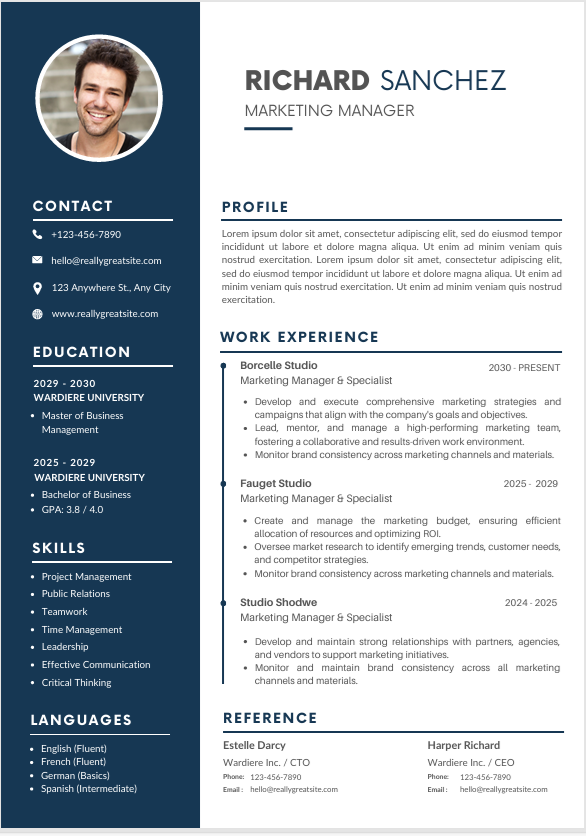 RICHARD SANCHEZ
MARKETING MANAGER
CONTACT
+123-456-7890
hello@reallygreatsite.com
123 Anywhere St., Any City
www.reallygreatsite.com
EDUCATION
2029 - 2030
WARDIERE UNIVERSITY
• Master of Business
Management
2025 - 2029
WARDIERE UNIVERSITY
• Bachelor of Business
• GPA: 3.8 / 4.0
SKILLS
• Project Management
• Public Relations
• Teamwork
• Time Management
• Leadership
• Effective Communication
• Critical Thinking
LANGUAGES
• English (Fluent)
• French (Fluent)
• German (Basics)
• Spanish (Intermediate)
PROFILE
Lorem ipsum dolor sit amet, consectetur adipiscing elit, sed do eiusmod tempor
incididunt ut labore et dolore magna aliqua. Ut enim ad minim veniam quis
nostrud exercitation. Lorem ipsum dolor sit amet, consectetur adipiscing elit,
sed do eiusmod tempor incididunt ut labore et dolore magna aliqua. Ut enim ad
minim veniam quis nostrud exercitation. Ut enim ad minim veniam quis nostrud
exercitation.
WORK EXPERIENCE
Borcelle Studio 2030 - PRESENT
Marketing Manager & Specialist
• Develop and execute comprehensive marketing strategies and
campaigns that align with the company's goals and objectives.
• Lead, mentor, and manage a high-performing marketing team,
fostering a collaborative and results-driven work environment.
• Monitor brand consistency across marketing channels and materials.
Fauget Studio 2025 - 2029
Marketing Manager & Specialist
• Create and manage the marketing budget, ensuring efficient
allocation of resources and optimizing ROI.
• Oversee market research to identify emerging trends, customer needs,
and competitor strategies.
• Monitor brand consistency across marketing channels and materials.
Studio Shodwe 2024 - 2025
Marketing Manager & Specialist
• Develop and maintain strong relationships with partners, agencies,
and vendors to support marketing initiatives.
• Monitor and maintain brand consistency across all marketing
channels and materials.
REFERENCE
Estelle Darcy
Wardiere Inc. / CTO
Phone: 123-456-7890
Email : hello@reallygreatsite.com
Harper Richard
Wardiere Inc. / CEO
Phone: 123-456-7890
Email : hello@reallygreatsite.com